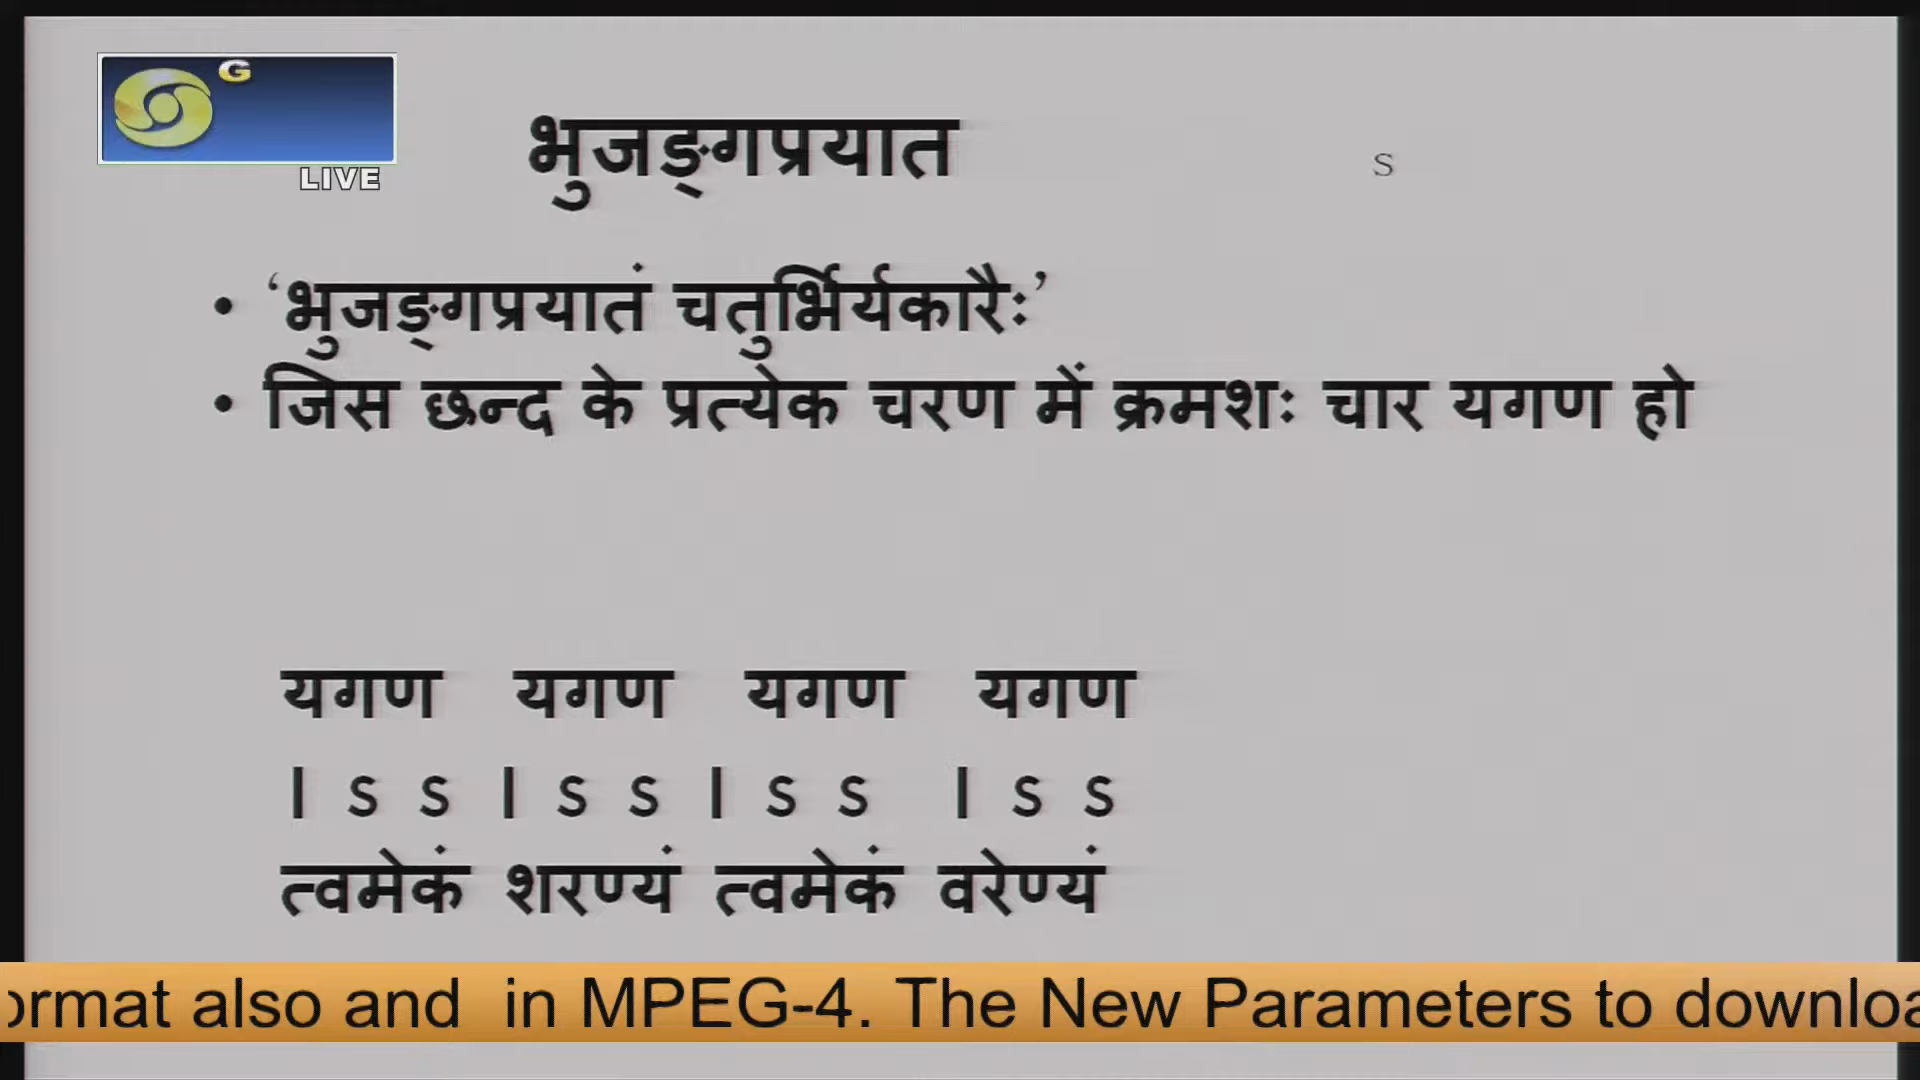 G
LIVE
भुजङ्गप्रयात
S
• ‘भुजङ्गप्रयातं चतुर्भिर्यकारैः’
• जिस छन्द के प्रत्येक चरण में क्रमशः चार यगण हो
यगण यगण यगण यगण
। ऽ ऽ । ऽ ऽ । ऽ ऽ । ऽ ऽ
त्वमेकं शरण्यं त्वमेकं वरेण्यं
ormat also and in MPEG-4. The New Parameters to downloa